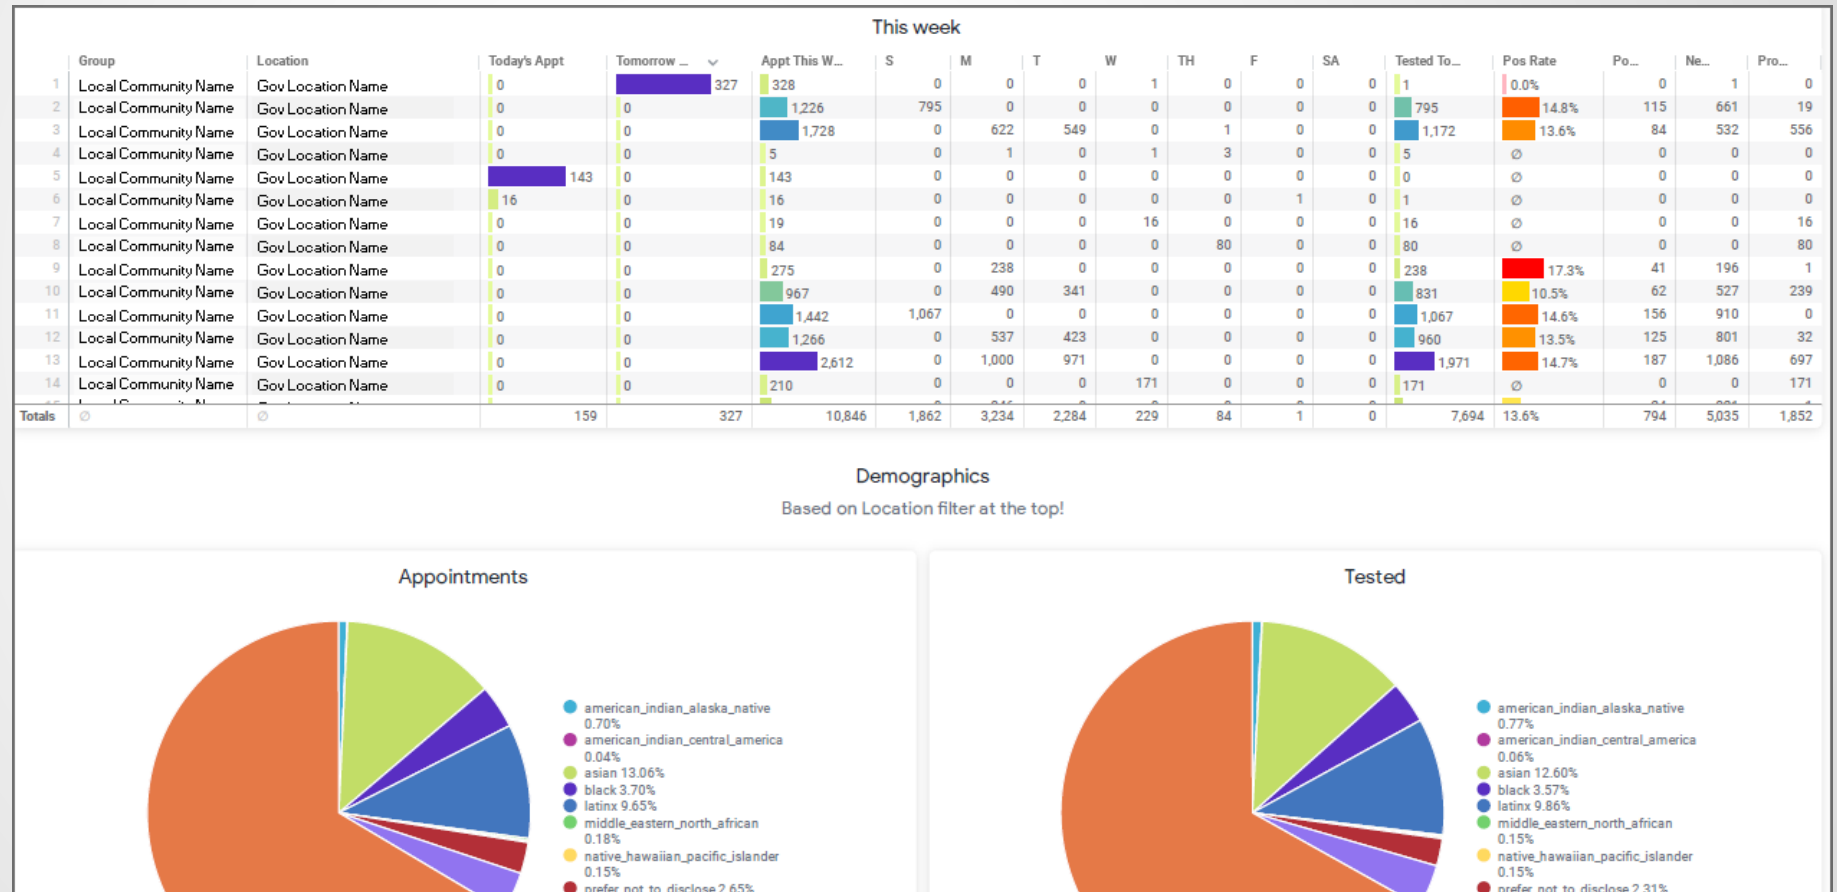 This week
Group Location Today's Appt Tomorrow ... Appt This W... S M T W TH F SA Tested To... Pos Rate Po... Ne... Pro...
1 Local Community Name Gov Location Name 0 327 328 0 0 0 1 0 0 0 1 0.0% 0 1 0
2 Local Community Name Gov Location Name 0 0 1,226 795 0 0 0 0 0 0 795 14.8% 115 661 19
3 Local Community Name Gov Location Name 0 0 1,728 0 622 549 0 1 0 0 1,172 13.6% 84 532 556
4 Local Community Name Gov Location Name 0 0 5 0 1 0 1 3 0 0 5 ∅ 0 0 0
5 Local Community Name Gov Location Name 143 0 143 0 0 0 0 0 0 0 0 ∅ 0 0 0
6 Local Community Name Gov Location Name 16 0 16 0 0 0 0 0 1 0 1 ∅ 0 0 0
7 Local Community Name Gov Location Name 0 0 19 0 0 0 16 0 0 0 16 ∅ 0 0 16
8 Local Community Name Gov Location Name 0 0 84 0 0 0 0 80 0 0 80 ∅ 0 0 80
9 Local Community Name Gov Location Name 0 0 275 0 238 0 0 0 0 0 238 17.3% 41 196 1
10 Local Community Name Gov Location Name 0 0 967 0 490 341 0 0 0 0 831 10.5% 62 527 239
11 Local Community Name Gov Location Name 0 0 1,442 1,067 0 0 0 0 0 0 1,067 14.6% 156 910 0
12 Local Community Name Gov Location Name 0 0 1,266 0 537 423 0 0 0 0 960 13.5% 125 801 32
13 Local Community Name Gov Location Name 0 0 2,612 0 1,000 971 0 0 0 0 1,971 14.7% 187 1,086 697
14 Local Community Name Gov Location Name 0 0 210 0 0 0 171 0 0 0 171 ∅ 0 0 171
Totals ∅ ∅ 159 327 10,846 1,862 3,234 2,284 229 84 1 0 7,694 13.6% 794 5,035 1,852
Demographics
Based on Location filter at the top!
Appointments
american_indian_alaska_native
0.70%
american_indian_central_america
0.04%
asian 13.06%
black 3.70%
latinx 9.65%
middle_eastern_north_african
0.18%
native_hawaiian_pacific_islander
0.15%
prefer_not_to_disclose 2.65%
Tested
american_indian_alaska_native
0.77%
american_indian_central_america
0.06%
asian 12.60%
black 3.57%
latinx 9.86%
middle_eastern_north_african
0.15%
native_hawaiian_pacific_islander
0.15%
prefer_not_to_disclose 2.31%